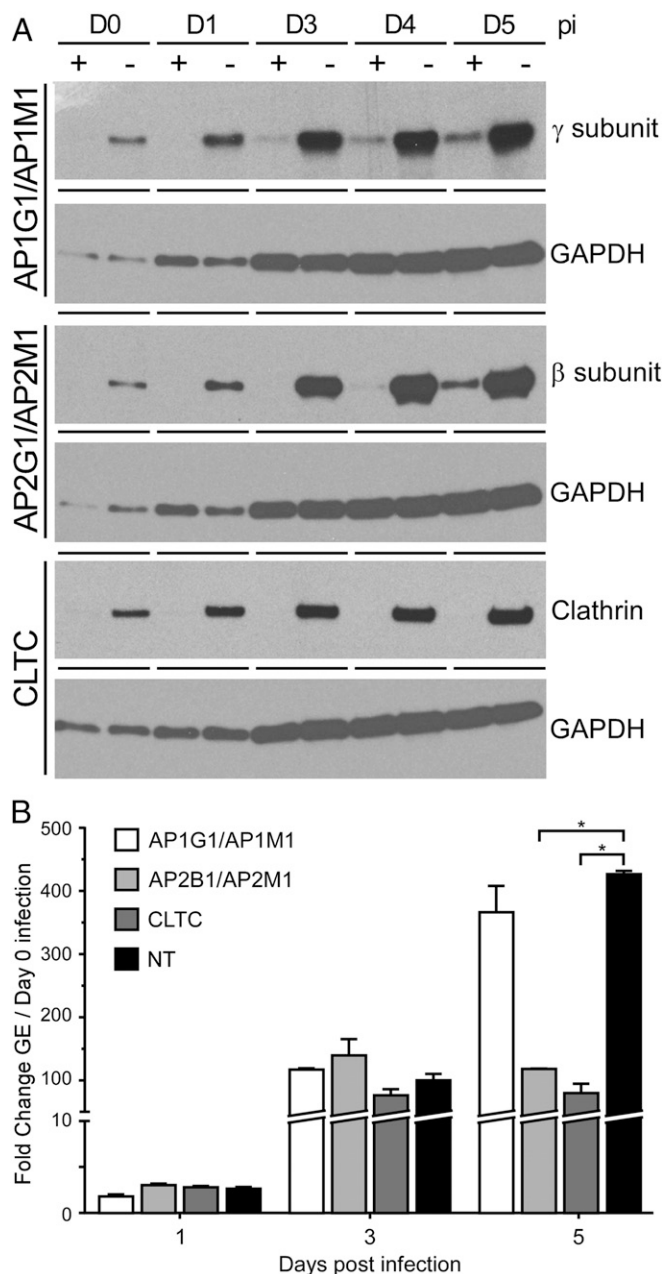 A
D0 D1 D3 D4 D5 pi
+ - + - + - + - + -
AP1G1/AP1M1
γ subunit
GAPDH
AP2G1/AP2M1
β subunit
GAPDH
CLTC
Clathrin
GAPDH
B
Fold Change GE / Day 0 infection
500
400
300
200
100
10
0
AP1G1/AP1M1
AP2B1/AP2M1
CLTC
NT
*
*
1 3 5
Days post infection